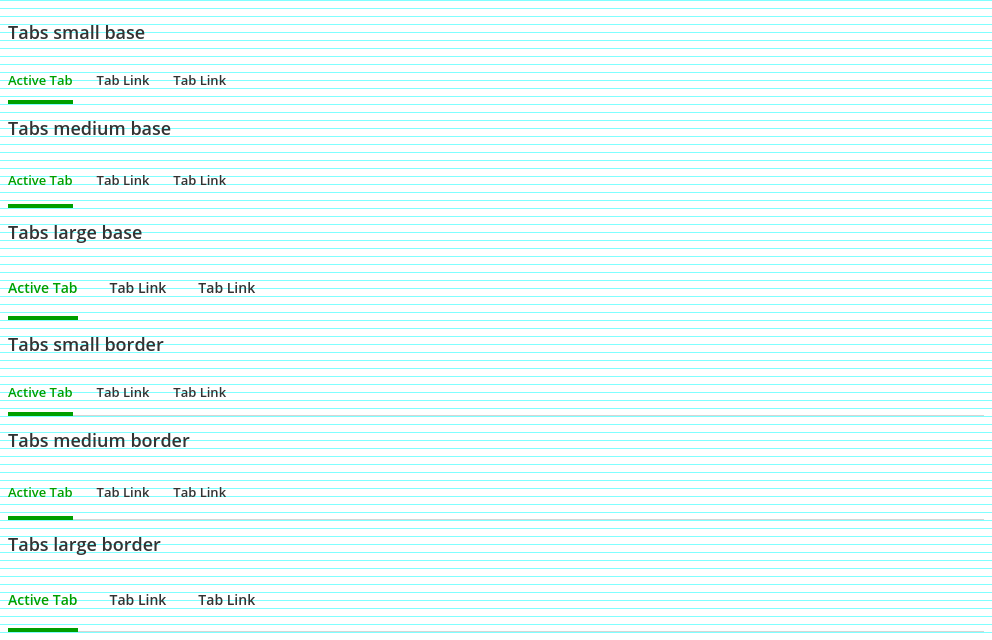 Tabs small base
Active Tab Tab Link Tab Link
Tabs medium base
Active Tab Tab Link Tab Link
Tabs large base
Active Tab Tab Link Tab Link
Tabs small border
Active Tab Tab Link Tab Link
Tabs medium border
Active Tab Tab Link Tab Link
Tabs large border
Active Tab Tab Link Tab Link